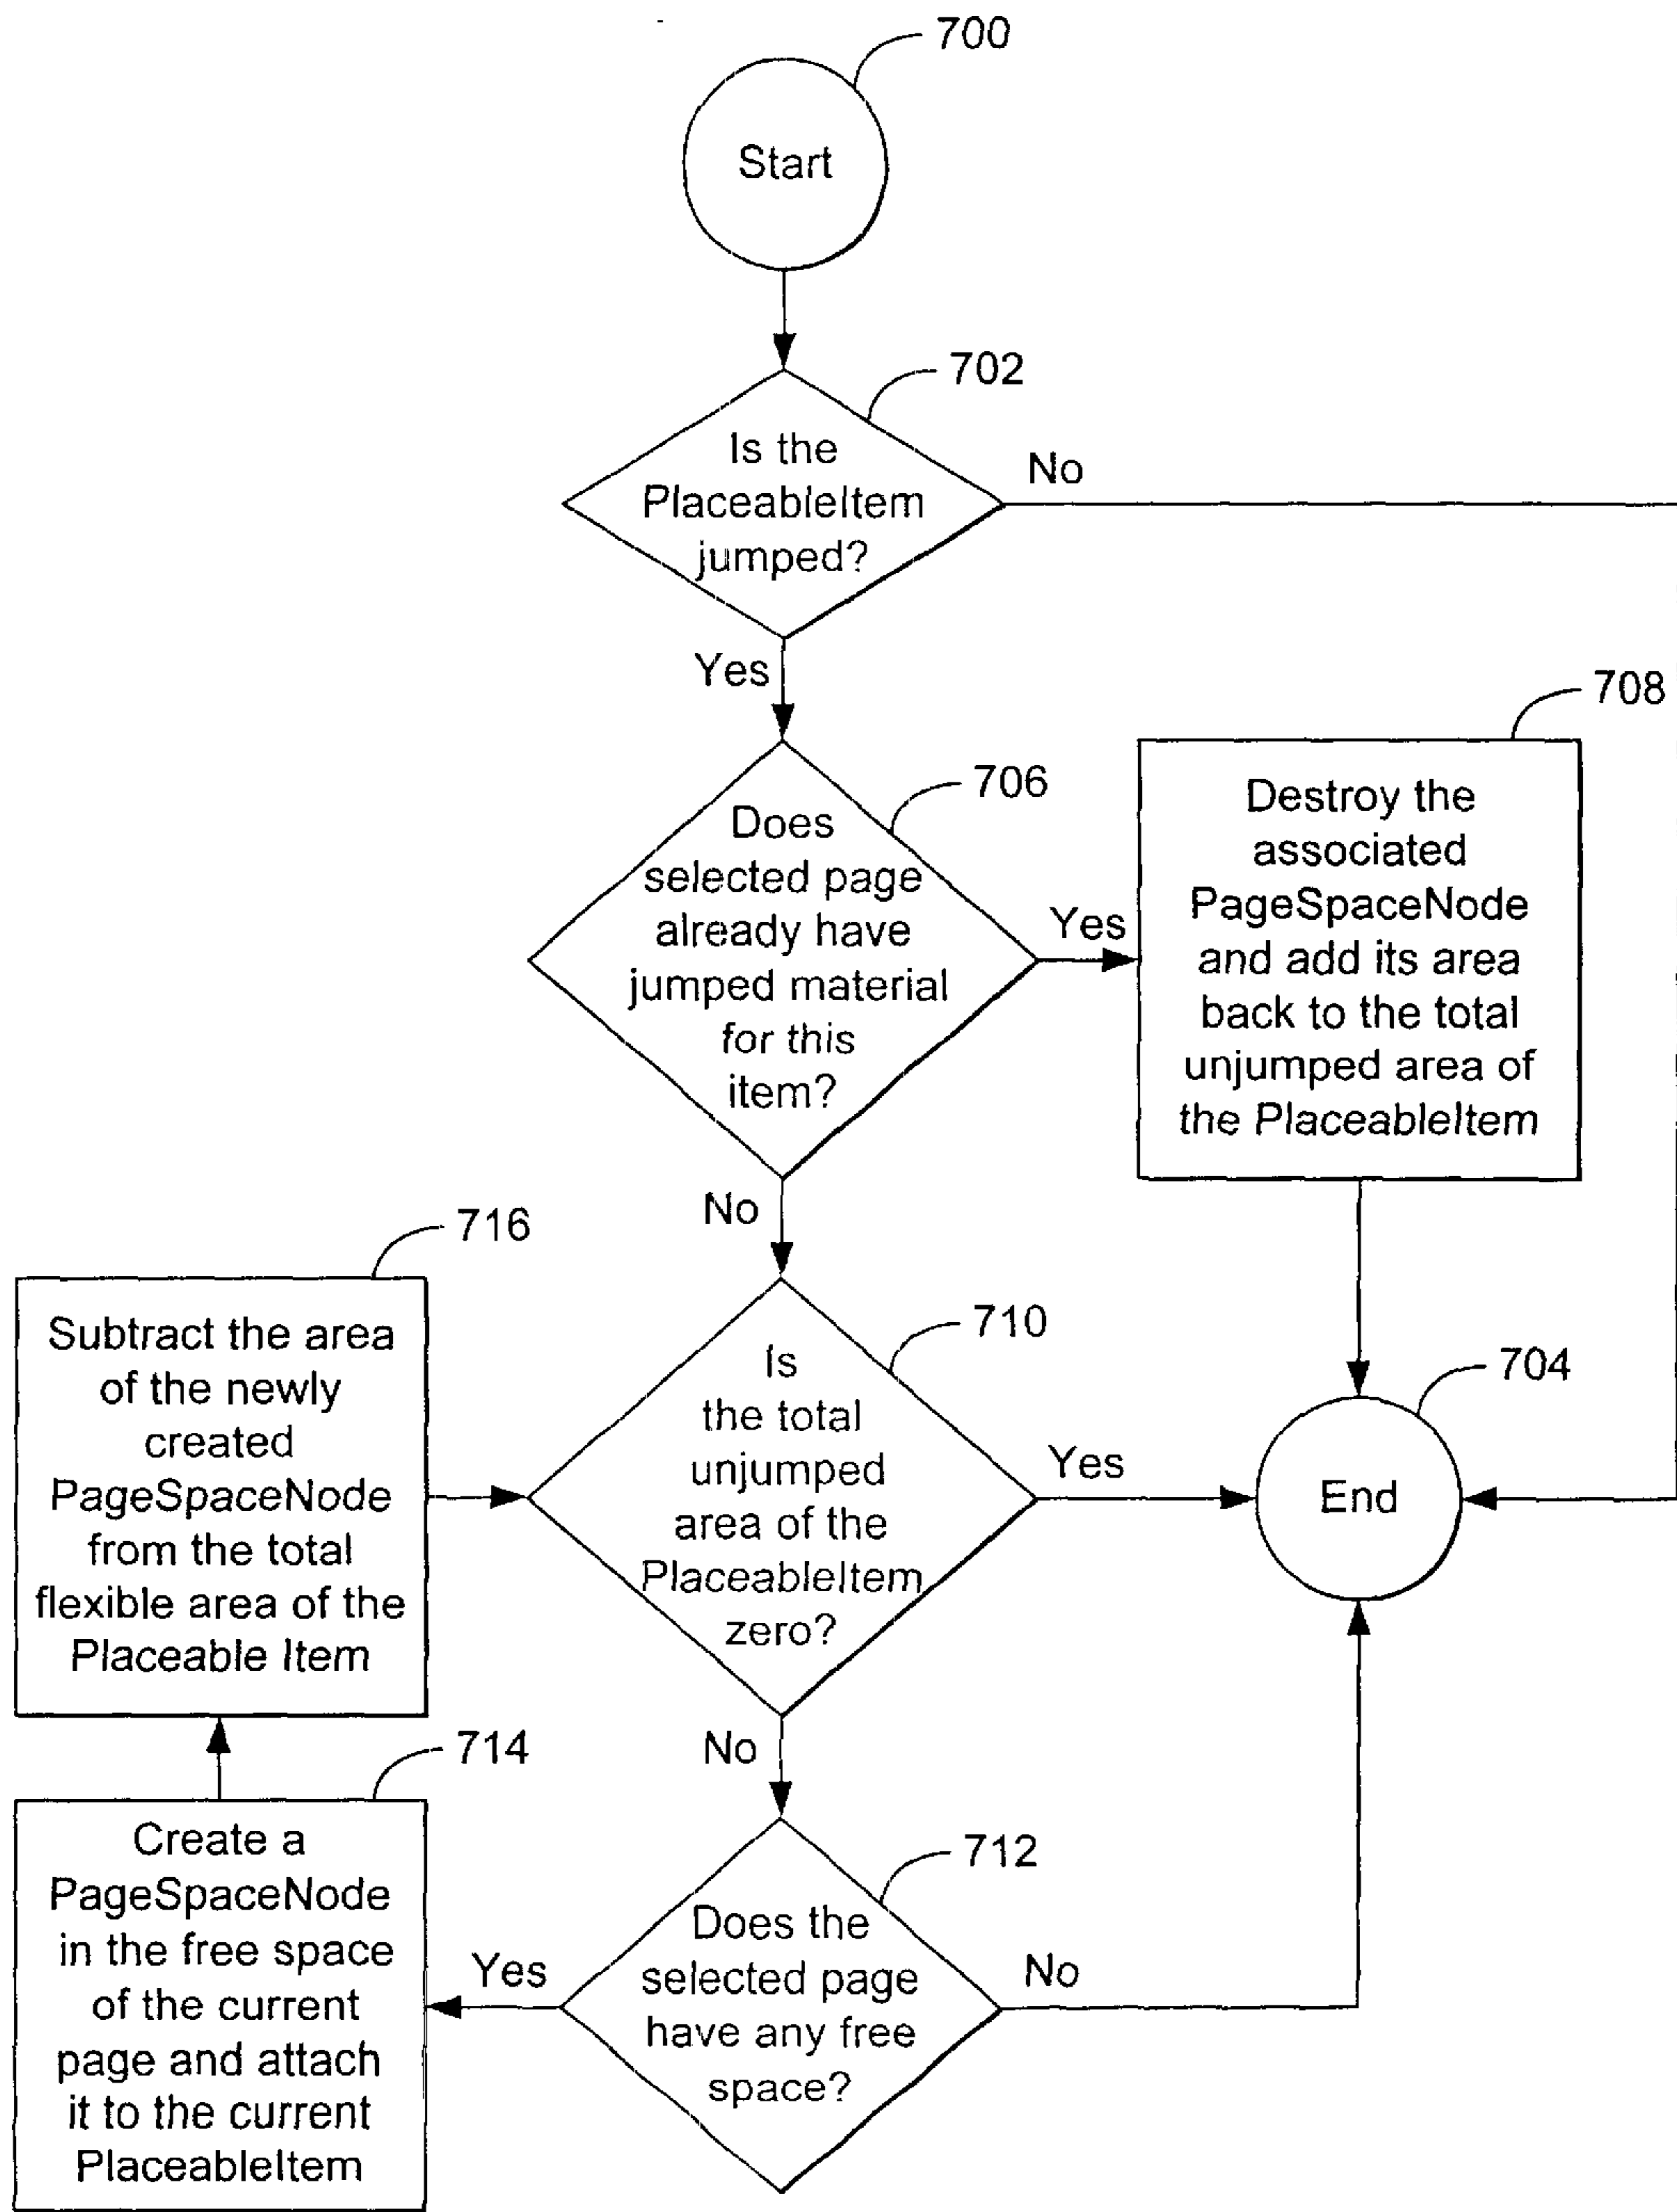 700
Start
702
Is the
PlaceableItem
jumped?
No
Yes
706
Does
selected page
already have
jumped material
for this
item?
Yes
708
Destroy the
associated
PageSpaceNode
and add its area
back to the total
unjumped area of
the PlaceableItem
No
716
Subtract the area
of the newly
created
PageSpaceNode
from the total
flexible area of the
Placeable Item
710
Is
the total
unjumped
area of the
PlaceableItem
zero?
Yes
704
End
No
714
Create a
PageSpaceNode
in the free space
of the current
page and attach
it to the current
PlaceableItem
712
Does the
selected page
have any free
space?
Yes
No